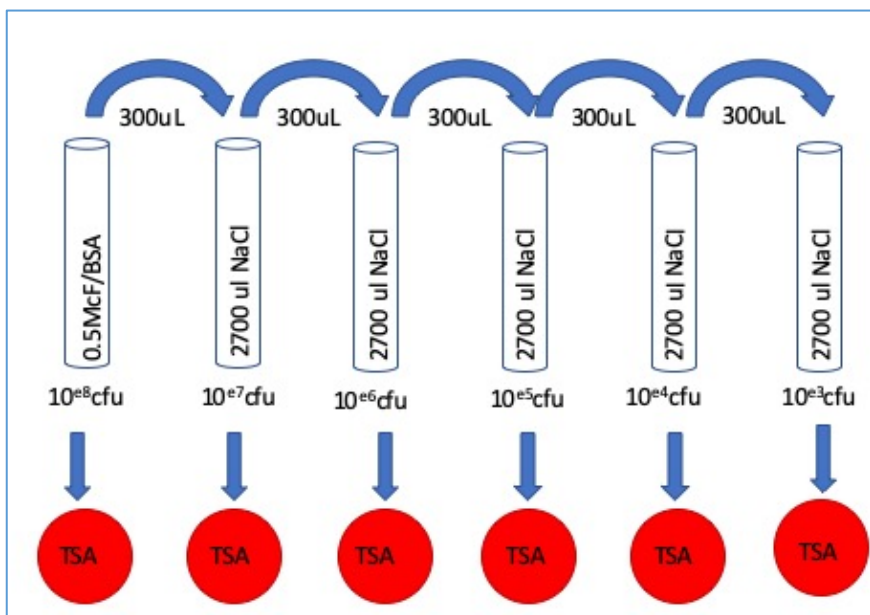 300uL 300uL 300uL 300uL 300uL
0.5McF/BSA
2700 ul NaCl
2700 ul NaCl
2700 ul NaCl
2700 ul NaCl
2700 ul NaCl
10ᵉ⁸cfu 10ᵉ⁷cfu 10ᵉ⁶cfu 10ᵉ⁵cfu 10ᵉ⁴cfu 10ᵉ³cfu
TSA TSA TSA TSA TSA TSA